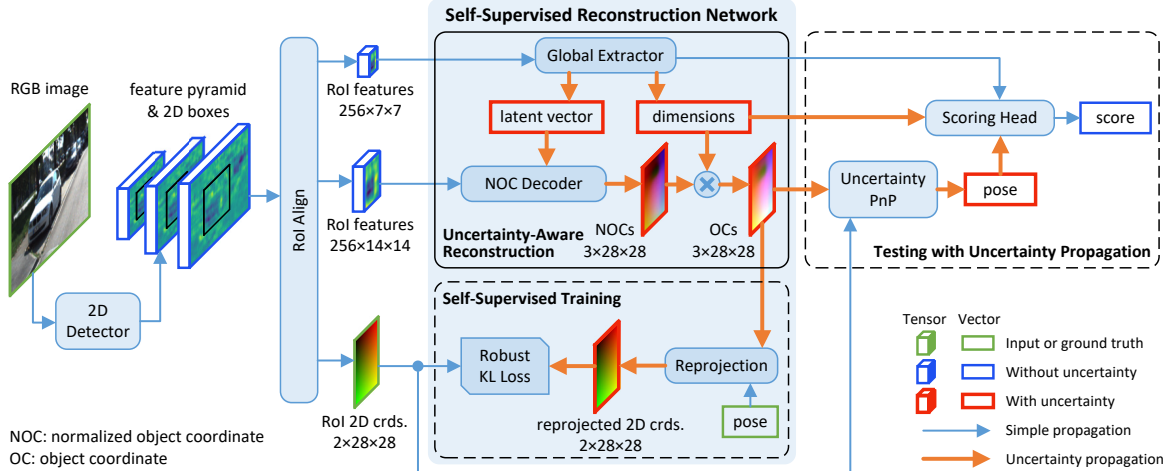 Self-Supervised Reconstruction Network
RGB image
feature pyramid
& 2D boxes
2D
Detector
RoI Align
RoI features
256×7×7
RoI features
256×14×14
RoI 2D crds.
2×28×28
Global Extractor
latent vector
dimensions
NOC Decoder
NOCs
3×28×28
OCs
3×28×28
Uncertainty-Aware
Reconstruction
Self-Supervised Training
Robust
KL Loss
reprojected 2D crds.
2×28×28
Reprojection
pose
Scoring Head
score
Uncertainty
PnP
pose
Testing with Uncertainty Propagation
Tensor Vector
Input or ground truth
Without uncertainty
With uncertainty
Simple propagation
Uncertainty propagation
NOC: normalized object coordinate
OC: object coordinate